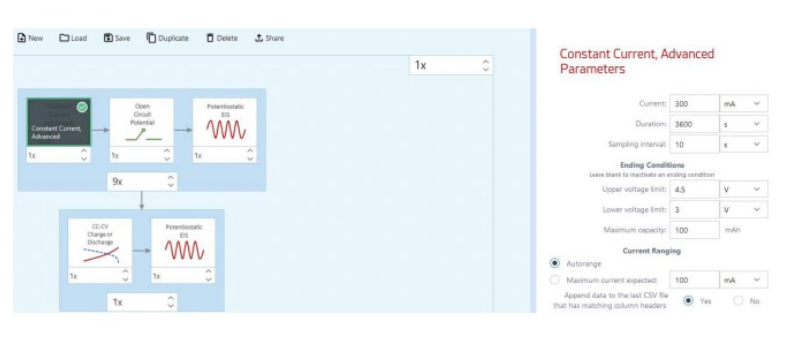 New Load Save Duplicate Delete Share
1x
Constant Current,
Advanced
1x
Open
Circuit
Potential
1x
Potentiostatic
EIS
1x
9x
CC-CV
Charge or
Discharge
1x
Potentiostatic
EIS
1x
1x
Constant Current, Advanced
Parameters
Current: 300 mA
Duration: 3600 s
Sampling interval: 10 s
Ending Conditions
Leave blank to inactivate an ending condition
Upper voltage limit: 4.5 V
Lower voltage limit: 3 V
Maximum capacity: 100 mAh
Current Ranging
Autorange
Maximum current expected: 100 mA
Append data to the last CSV file
that has matching column headers
Yes No